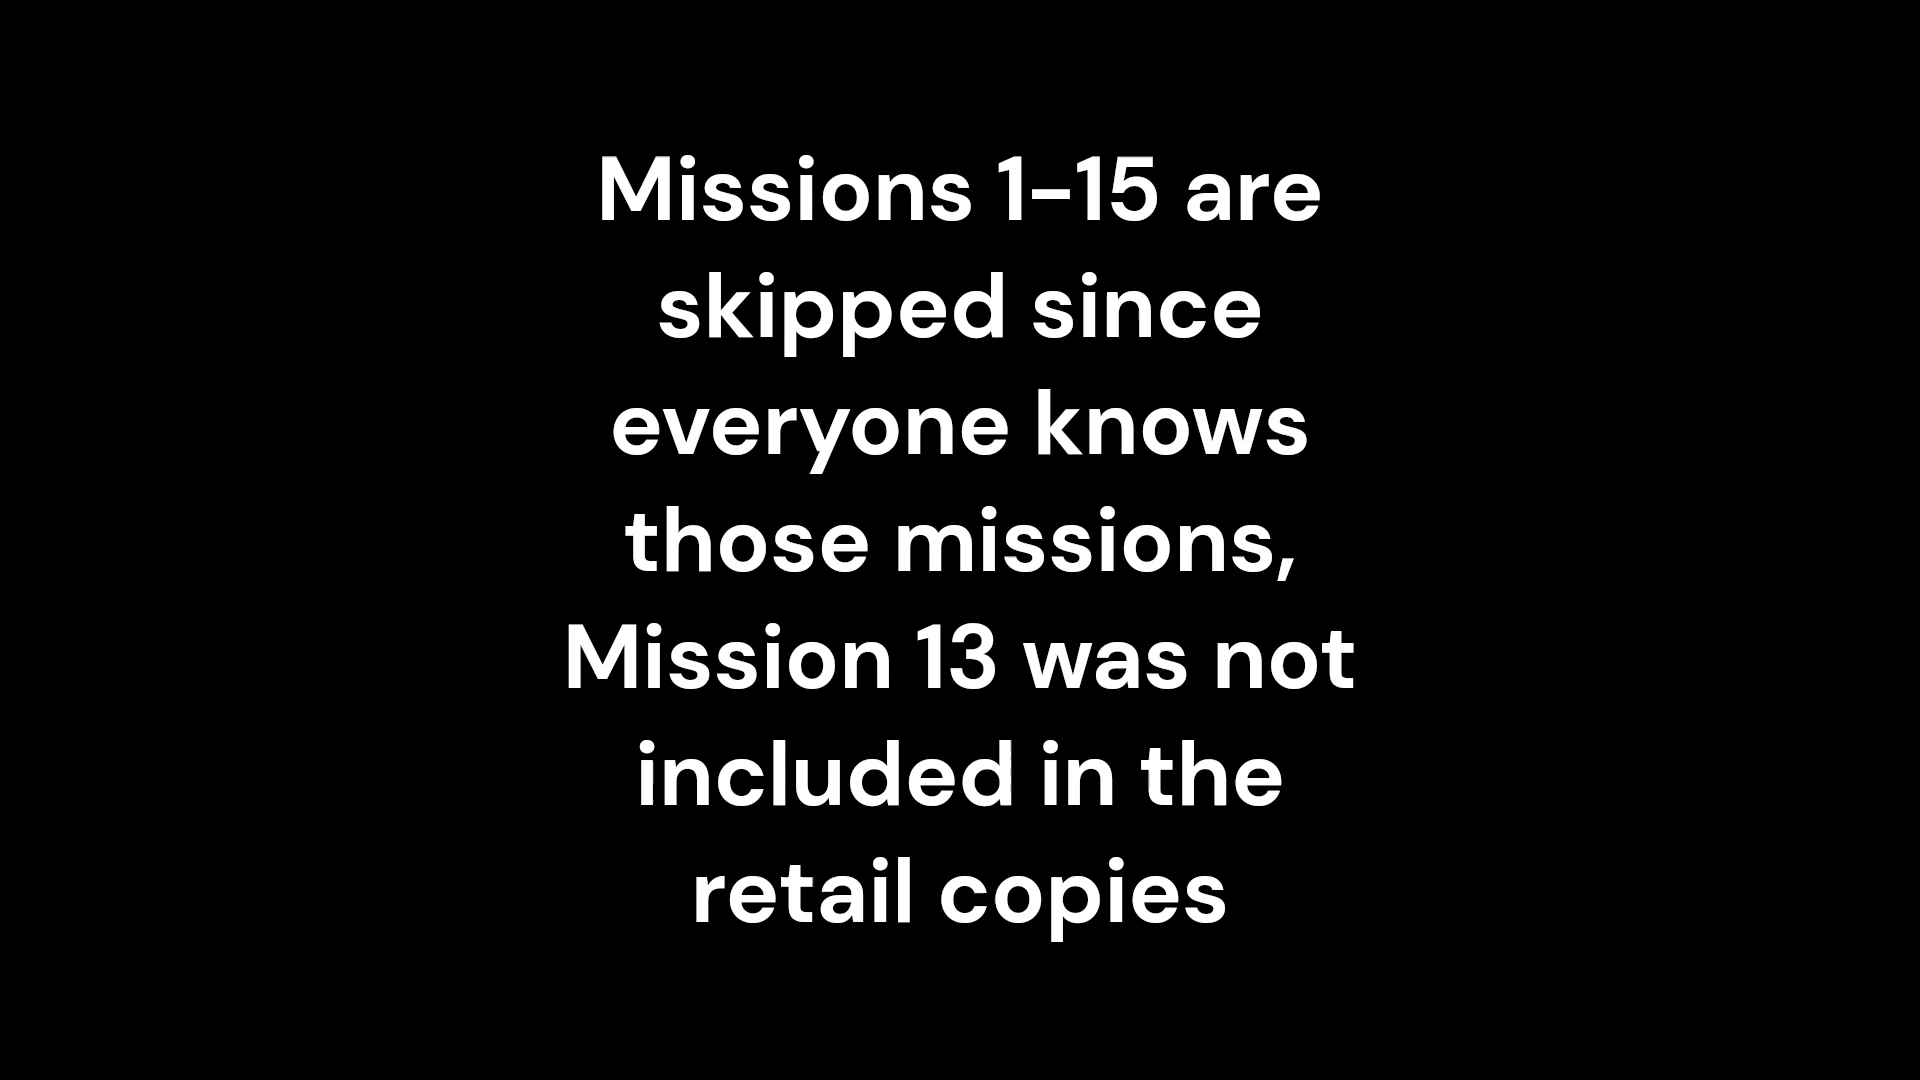 Missions 1-15 are
skipped since
everyone knows
those missions,
Mission 13 was not
included in the
retail copies